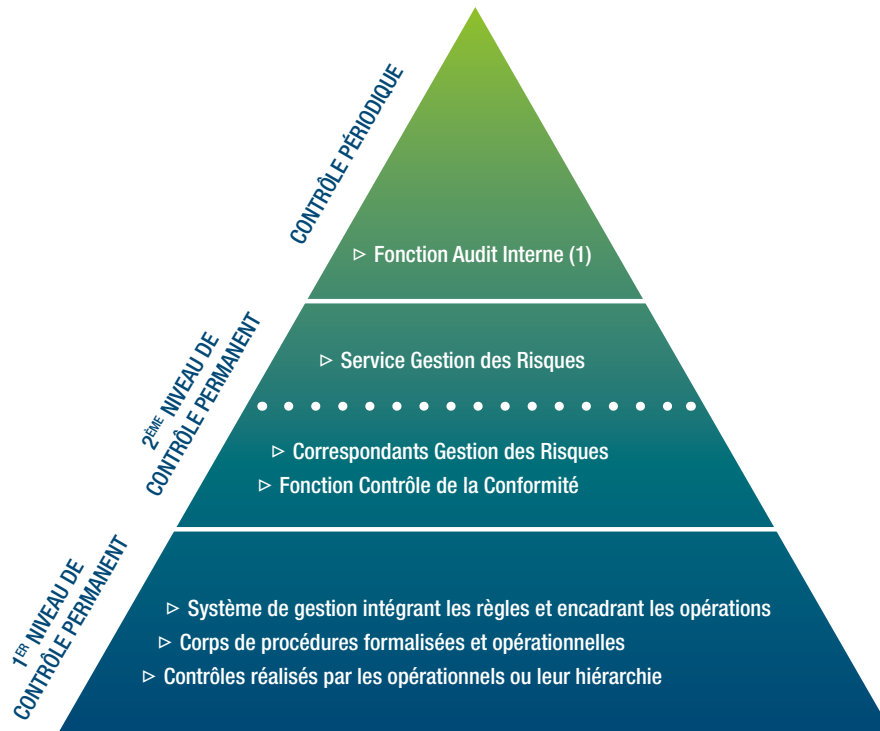 CONTRÔLE PÉRIODIQUE
▷ Fonction Audit Interne (1)
2ÈME NIVEAU DE
CONTRÔLE PERMANENT
▷ Service Gestion des Risques
▷ Correspondants Gestion des Risques
▷ Fonction Contrôle de la Conformité
1ER NIVEAU DE
CONTRÔLE PERMANENT
▷ Système de gestion intégrant les règles et encadrant les opérations
▷ Corps de procédures formalisées et opérationnelles
▷ Contrôles réalisés par les opérationnels ou leur hiérarchie